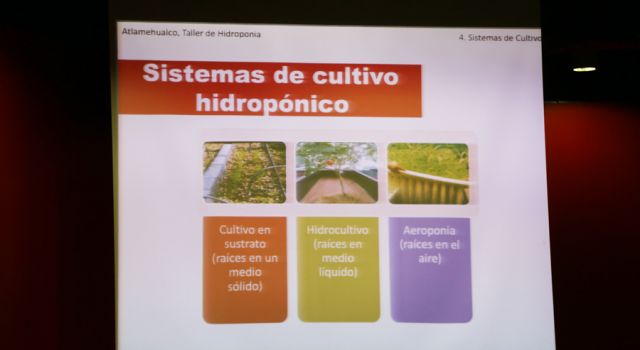 Atlamehualco, Taller de Hidroponia
4. Sistemas de Cultivo
Sistemas de cultivo
hidropónico
Cultivo en
sustrato
(raíces en un
medio
sólido)
Hidrocultivo
(raíces en
medio
líquido)
Aeroponia
(raíces en el
aire)